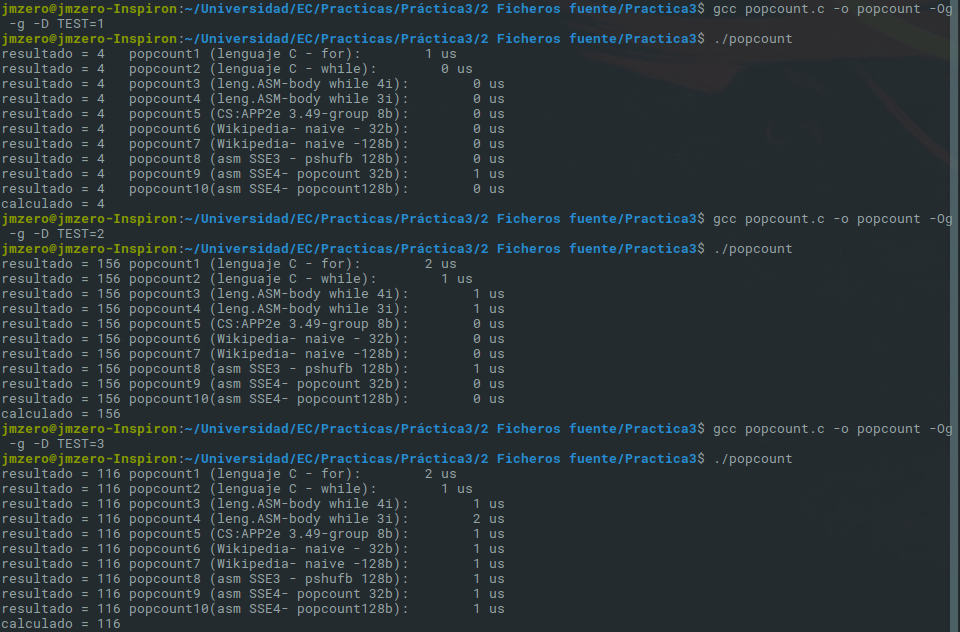 jmzero@jmzero-Inspiron:~/Universidad/EC/Practicas/Práctica3/2 Ficheros fuente/Practica3$ gcc popcount.c -o popcount -Og
 -g -D TEST=1
jmzero@jmzero-Inspiron:~/Universidad/EC/Practicas/Práctica3/2 Ficheros fuente/Practica3$ ./popcount
resultado = 4   popcount1 (lenguaje C - for):        1 us
resultado = 4   popcount2 (lenguaje C - while):        0 us
resultado = 4   popcount3 (leng.ASM-body while 4i):        0 us
resultado = 4   popcount4 (leng.ASM-body while 3i):        0 us
resultado = 4   popcount5 (CS:APP2e 3.49-group 8b):        0 us
resultado = 4   popcount6 (Wikipedia- naive - 32b):        0 us
resultado = 4   popcount7 (Wikipedia- naive -128b):        0 us
resultado = 4   popcount8 (asm SSE3 - pshufb 128b):        0 us
resultado = 4   popcount9 (asm SSE4- popcount 32b):        1 us
resultado = 4   popcount10(asm SSE4- popcount128b):        0 us
calculado = 4
jmzero@jmzero-Inspiron:~/Universidad/EC/Practicas/Práctica3/2 Ficheros fuente/Practica3$ gcc popcount.c -o popcount -Og
 -g -D TEST=2
jmzero@jmzero-Inspiron:~/Universidad/EC/Practicas/Práctica3/2 Ficheros fuente/Practica3$ ./popcount
resultado = 156 popcount1 (lenguaje C - for):        2 us
resultado = 156 popcount2 (lenguaje C - while):        1 us
resultado = 156 popcount3 (leng.ASM-body while 4i):        1 us
resultado = 156 popcount4 (leng.ASM-body while 3i):        1 us
resultado = 156 popcount5 (CS:APP2e 3.49-group 8b):        0 us
resultado = 156 popcount6 (Wikipedia- naive - 32b):        0 us
resultado = 156 popcount7 (Wikipedia- naive -128b):        0 us
resultado = 156 popcount8 (asm SSE3 - pshufb 128b):        1 us
resultado = 156 popcount9 (asm SSE4- popcount 32b):        0 us
resultado = 156 popcount10(asm SSE4- popcount128b):        0 us
calculado = 156
jmzero@jmzero-Inspiron:~/Universidad/EC/Practicas/Práctica3/2 Ficheros fuente/Practica3$ gcc popcount.c -o popcount -Og
 -g -D TEST=3
jmzero@jmzero-Inspiron:~/Universidad/EC/Practicas/Práctica3/2 Ficheros fuente/Practica3$ ./popcount
resultado = 116 popcount1 (lenguaje C - for):        2 us
resultado = 116 popcount2 (lenguaje C - while):        1 us
resultado = 116 popcount3 (leng.ASM-body while 4i):        1 us
resultado = 116 popcount4 (leng.ASM-body while 3i):        2 us
resultado = 116 popcount5 (CS:APP2e 3.49-group 8b):        1 us
resultado = 116 popcount6 (Wikipedia- naive - 32b):        1 us
resultado = 116 popcount7 (Wikipedia- naive -128b):        1 us
resultado = 116 popcount8 (asm SSE3 - pshufb 128b):        1 us
resultado = 116 popcount9 (asm SSE4- popcount 32b):        1 us
resultado = 116 popcount10(asm SSE4- popcount128b):        1 us
calculado = 116